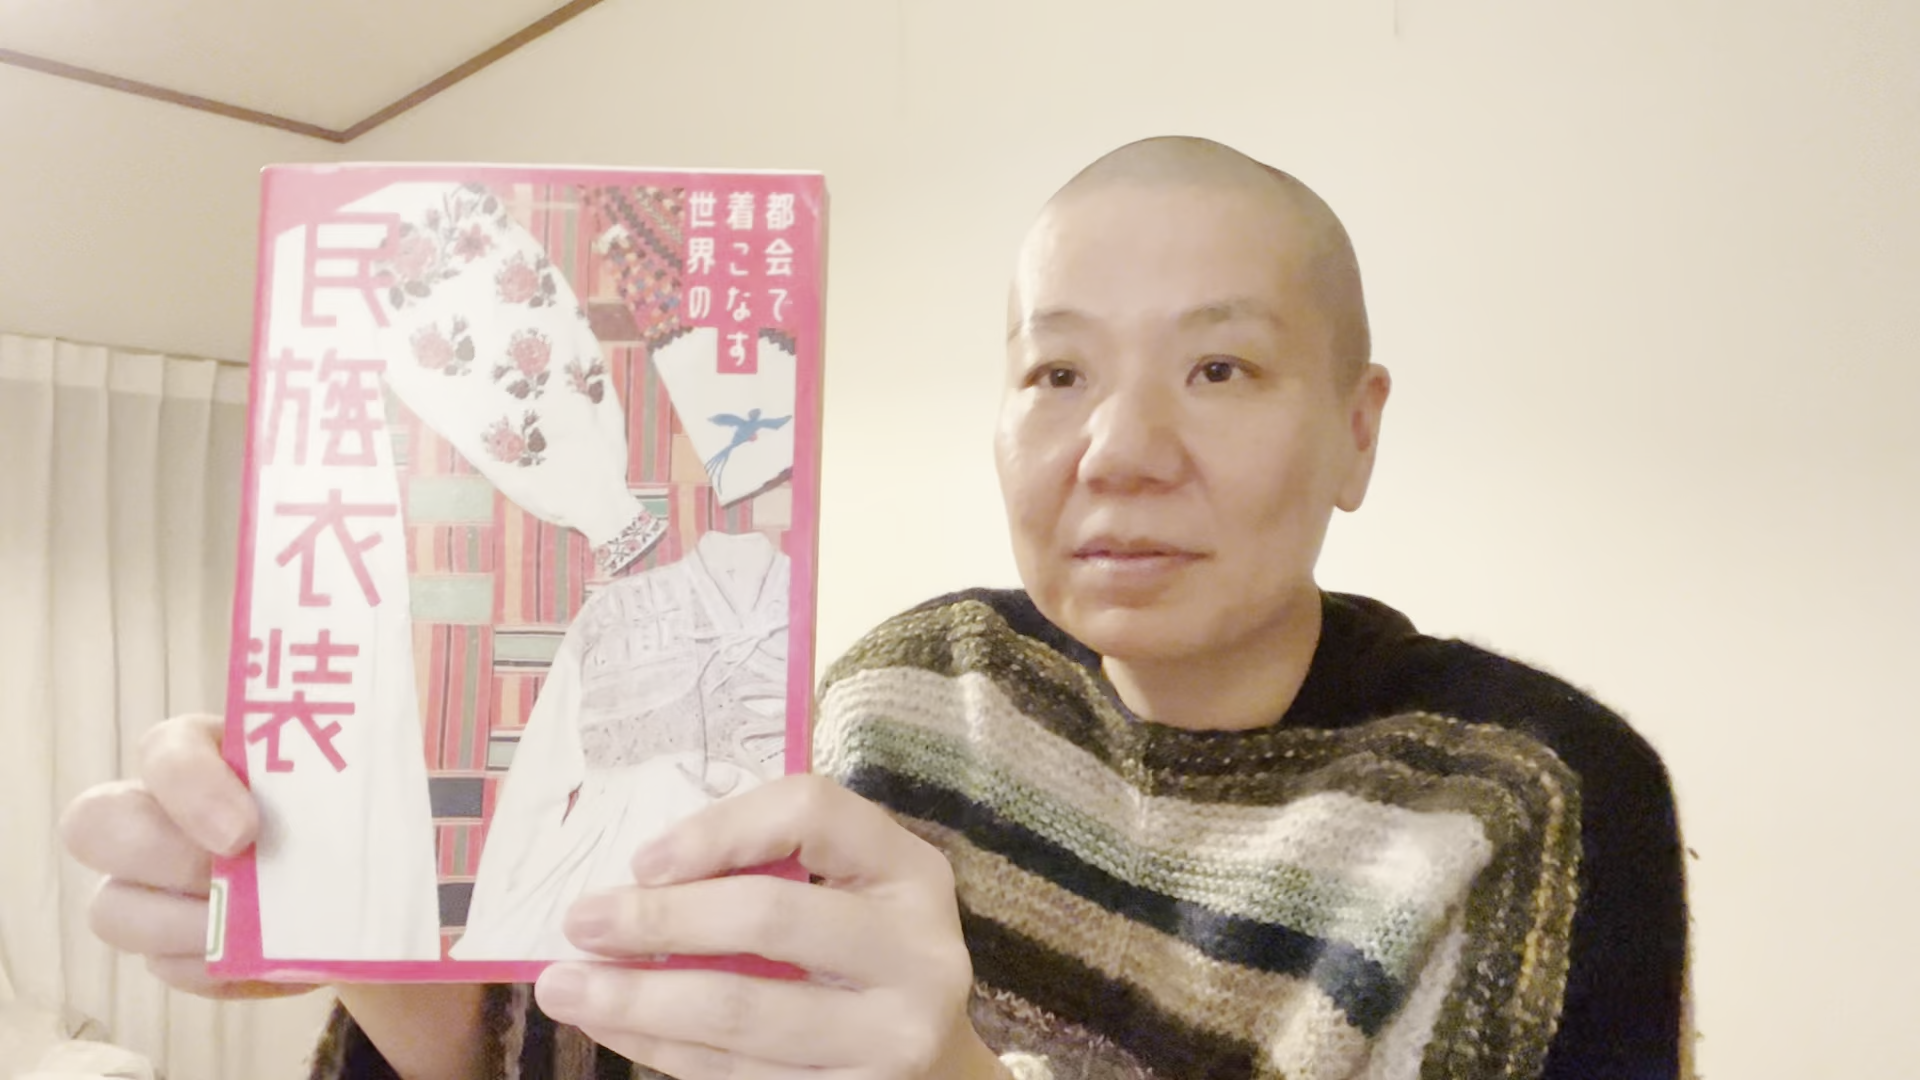 都会で
着こなす
世界の
民族衣装